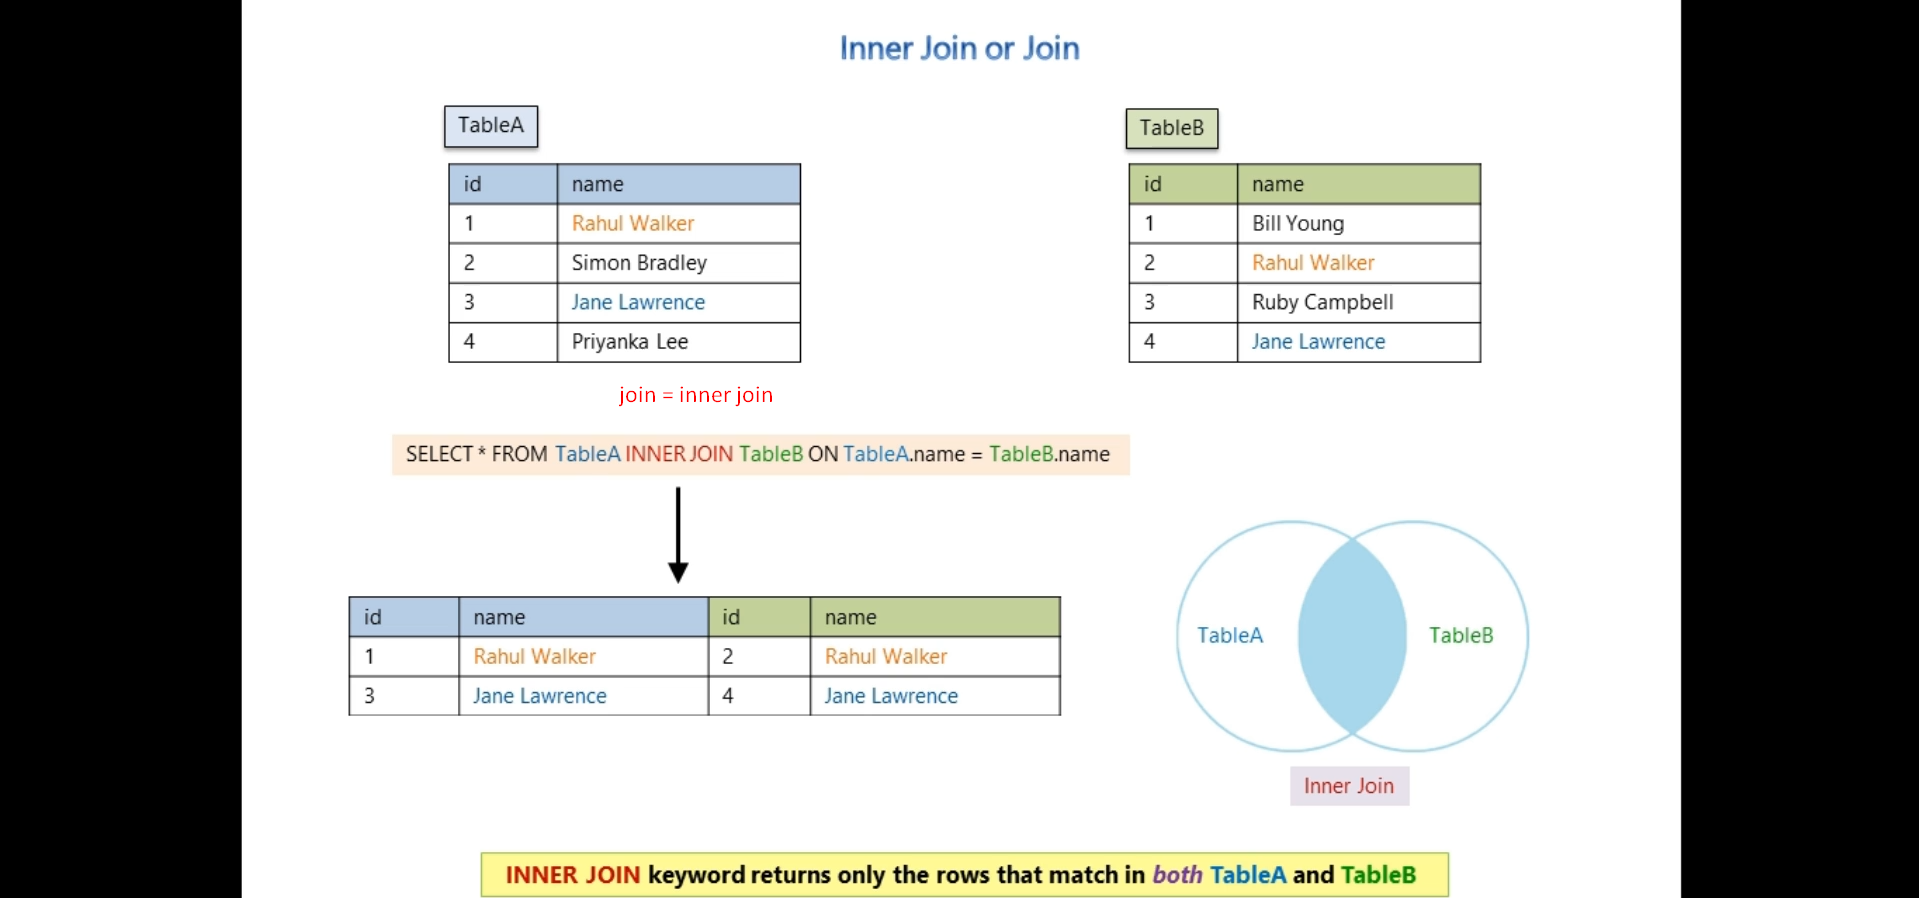 Inner Join or Join
TableA
id name
1 Rahul Walker
2 Simon Bradley
3 Jane Lawrence
4 Priyanka Lee
TableB
id name
1 Bill Young
2 Rahul Walker
3 Ruby Campbell
4 Jane Lawrence
join = inner join
SELECT * FROM TableA INNER JOIN TableB ON TableA.name = TableB.name
id name id name
1 Rahul Walker 2 Rahul Walker
3 Jane Lawrence 4 Jane Lawrence
TableA
TableB
Inner Join
INNER JOIN keyword returns only the rows that match in both TableA and TableB